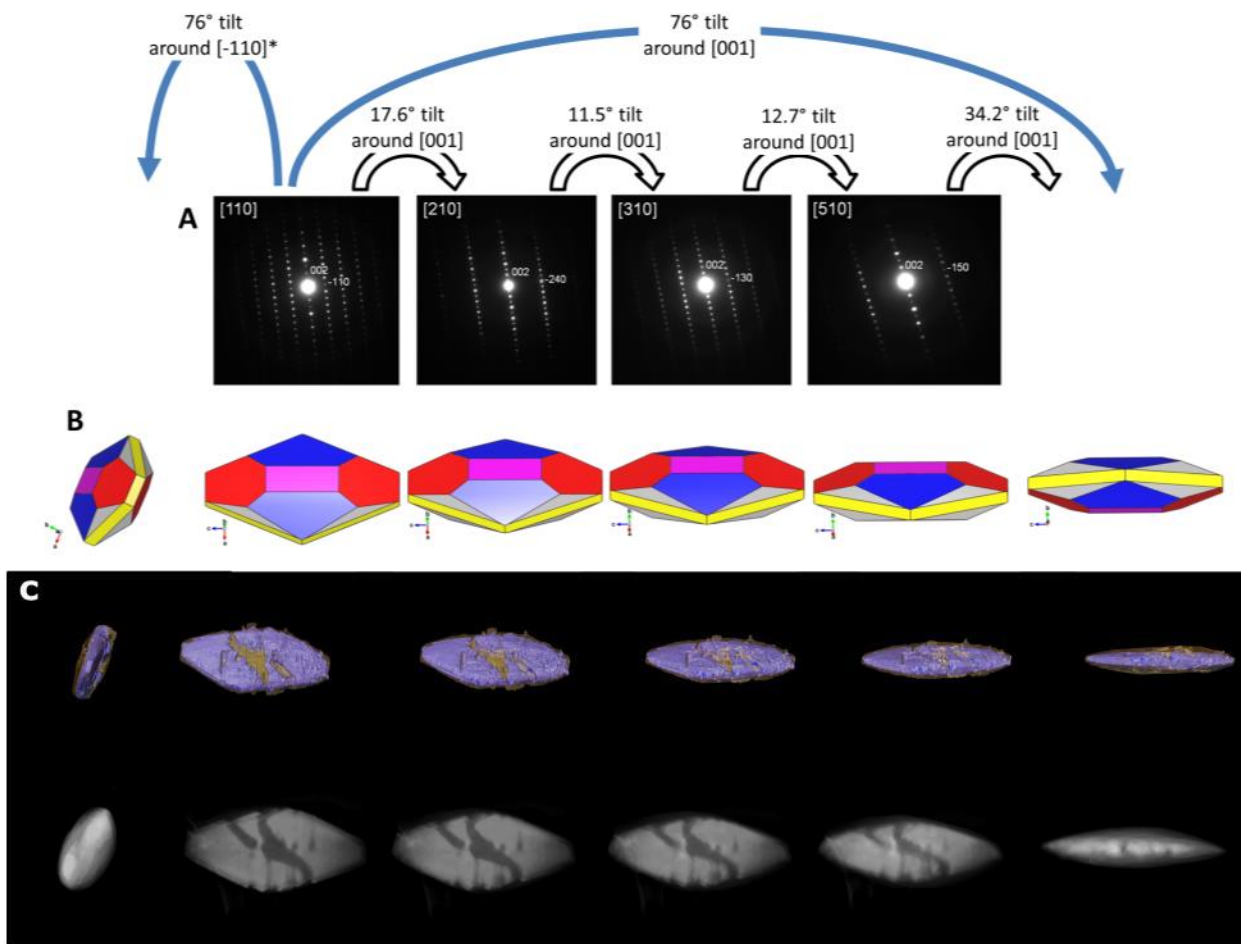 76° tilt
around [-110]*
76° tilt
around [001]
17.6° tilt
around [001]
11.5° tilt
around [001]
12.7° tilt
around [001]
34.2° tilt
around [001]
A
[110]
002
-110
[210]
002
-240
[310]
002
-130
[510]
002
-150
B
b
c
a
c
b
a
c
b
a
c
b
a
c
b
a
c
b
a
C